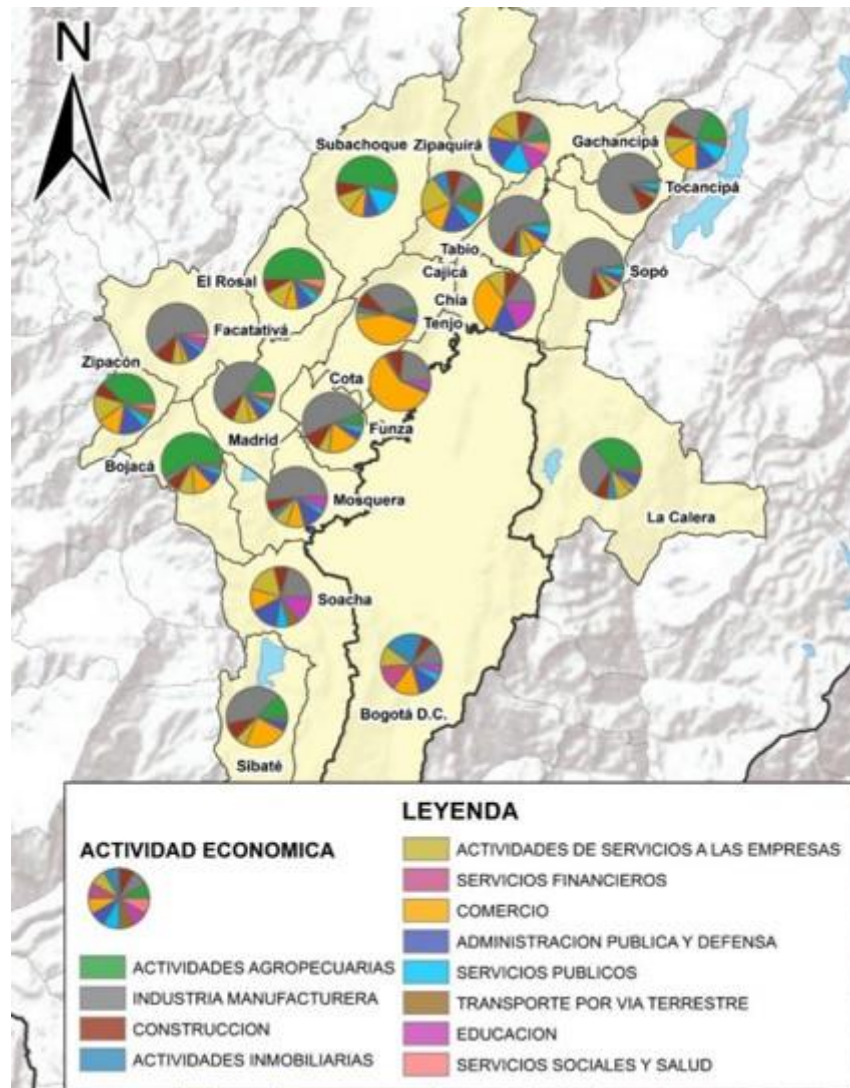 N
Subachoque
Zipaquirá
Gachancipá
Tocancipá
Tabio
Cajicá
Sopó
El Rosal
Chía
Tenjo
Facatativá
Zipacón
Cota
Funza
Madrid
Bojacá
Mosquera
La Calera
Soacha
Bogotá D.C.
Sibaté
LEYENDA
ACTIVIDAD ECONOMICA
ACTIVIDADES AGROPECUARIAS
INDUSTRIA MANUFACTURERA
CONSTRUCCION
ACTIVIDADES INMOBILIARIAS
ACTIVIDADES DE SERVICIOS A LAS EMPRESAS
SERVICIOS FINANCIEROS
COMERCIO
ADMINISTRACION PUBLICA Y DEFENSA
SERVICIOS PUBLICOS
TRANSPORTE POR VIA TERRESTRE
EDUCACION
SERVICIOS SOCIALES Y SALUD